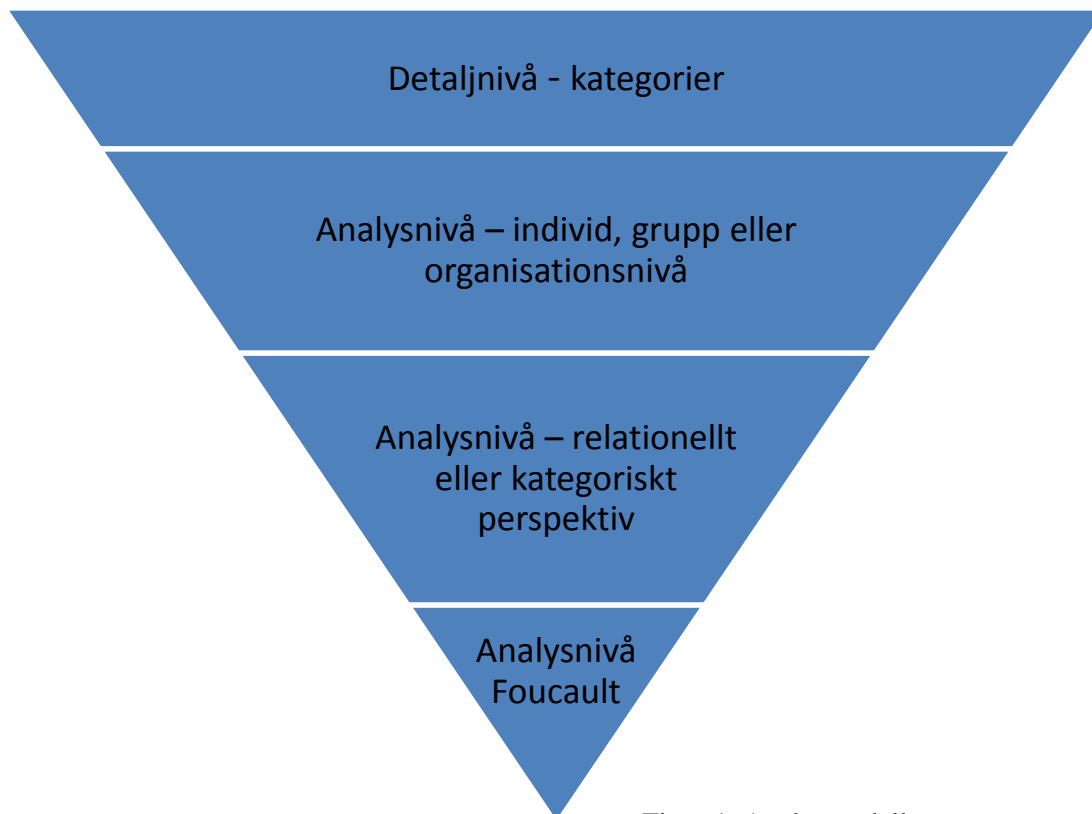 Detaljnivå - kategorier
Analysnivå – individ, grupp eller
organisationsnivå
Analysnivå – relationellt
eller kategoriskt
perspektiv
Analysnivå
Foucault